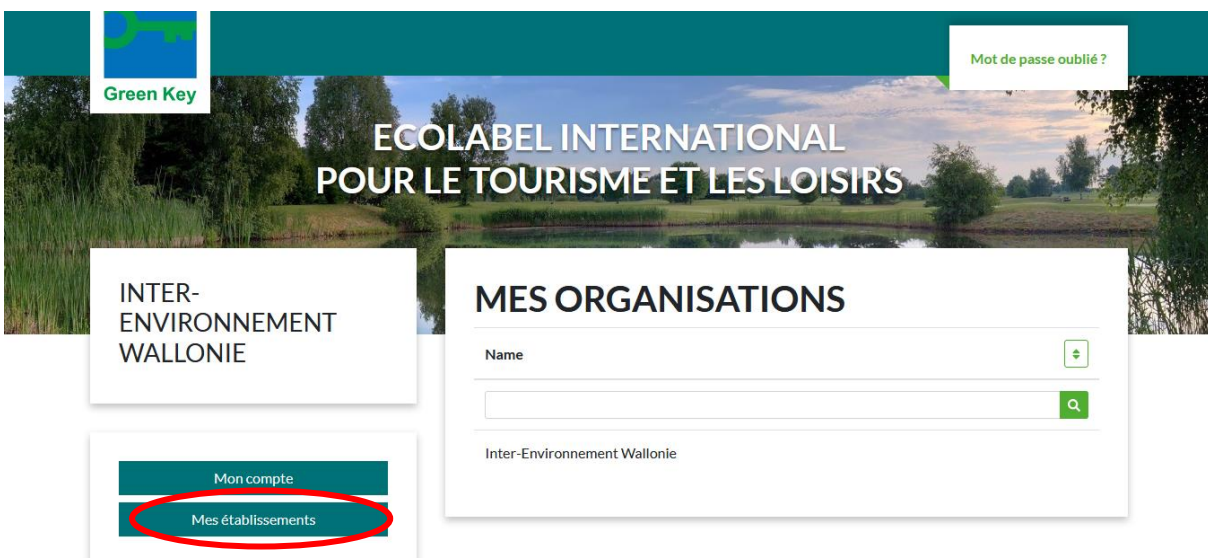 Green Key
Mot de passe oublié ?
ECOLABEL INTERNATIONAL
POUR LE TOURISME ET LES LOISIRS
INTER-
ENVIRONNEMENT
WALLONIE
Mon compte
Mes établissements
MES ORGANISATIONS
Name
Inter-Environnement Wallonie